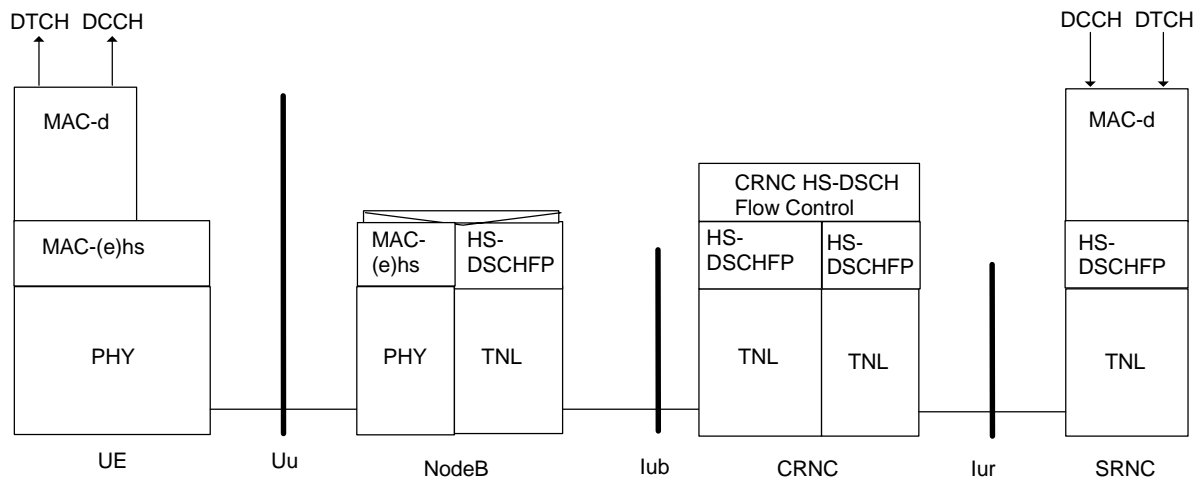 DTCH DCCH
DCCH DTCH
MAC-d
MAC-d
CRNC HS-DSCH
Flow Control
MAC-(e)hs
MAC-
(e)hs
HS-
DSCHFP
HS-
DSCHFP
HS-
DSCHFP
HS-
DSCHFP
PHY
PHY
TNL
TNL
TNL
TNL
UE
Uu
NodeB
Iub
CRNC
Iur
SRNC